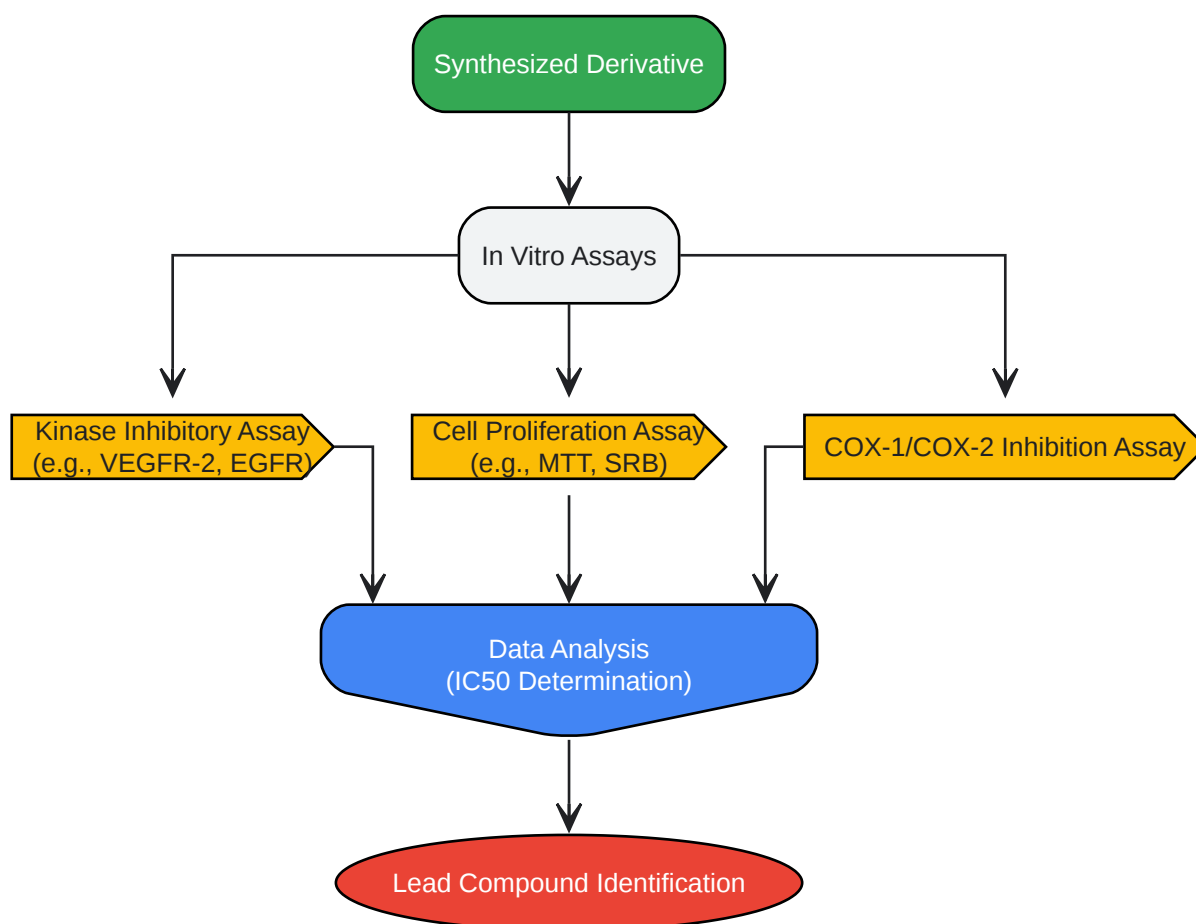 Synthesized Derivative
In Vitro Assays
Kinase Inhibitory Assay
(e.g., VEGFR-2, EGFR)
Cell Proliferation Assay
(e.g., MTT, SRB)
COX-1/COX-2 Inhibition Assay
Data Analysis
(IC50 Determination)
Lead Compound Identification